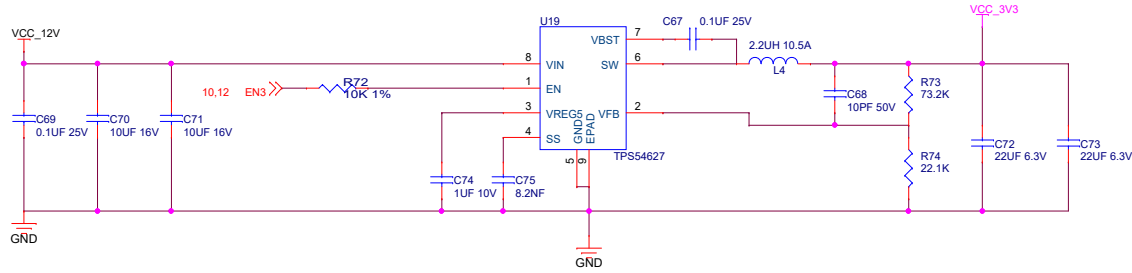 VCC_12V
U19
C67
0.1UF 25V
VCC_3V3
7
VBST
2.2UH 10.5A
8
VIN
6
SW
L4
10,12
EN3
R72
10K 1%
1
EN
C68
10PF 50V
R73
73.2K
C69
0.1UF 25V
C70
10UF 16V
C71
10UF 16V
3
VREG5
2
VFB
4
SS
GND
EPAD
5
9
TPS54627
R74
22.1K
C72
22UF 6.3V
C73
22UF 6.3V
C74
1UF 10V
C75
8.2NF
GND
GND